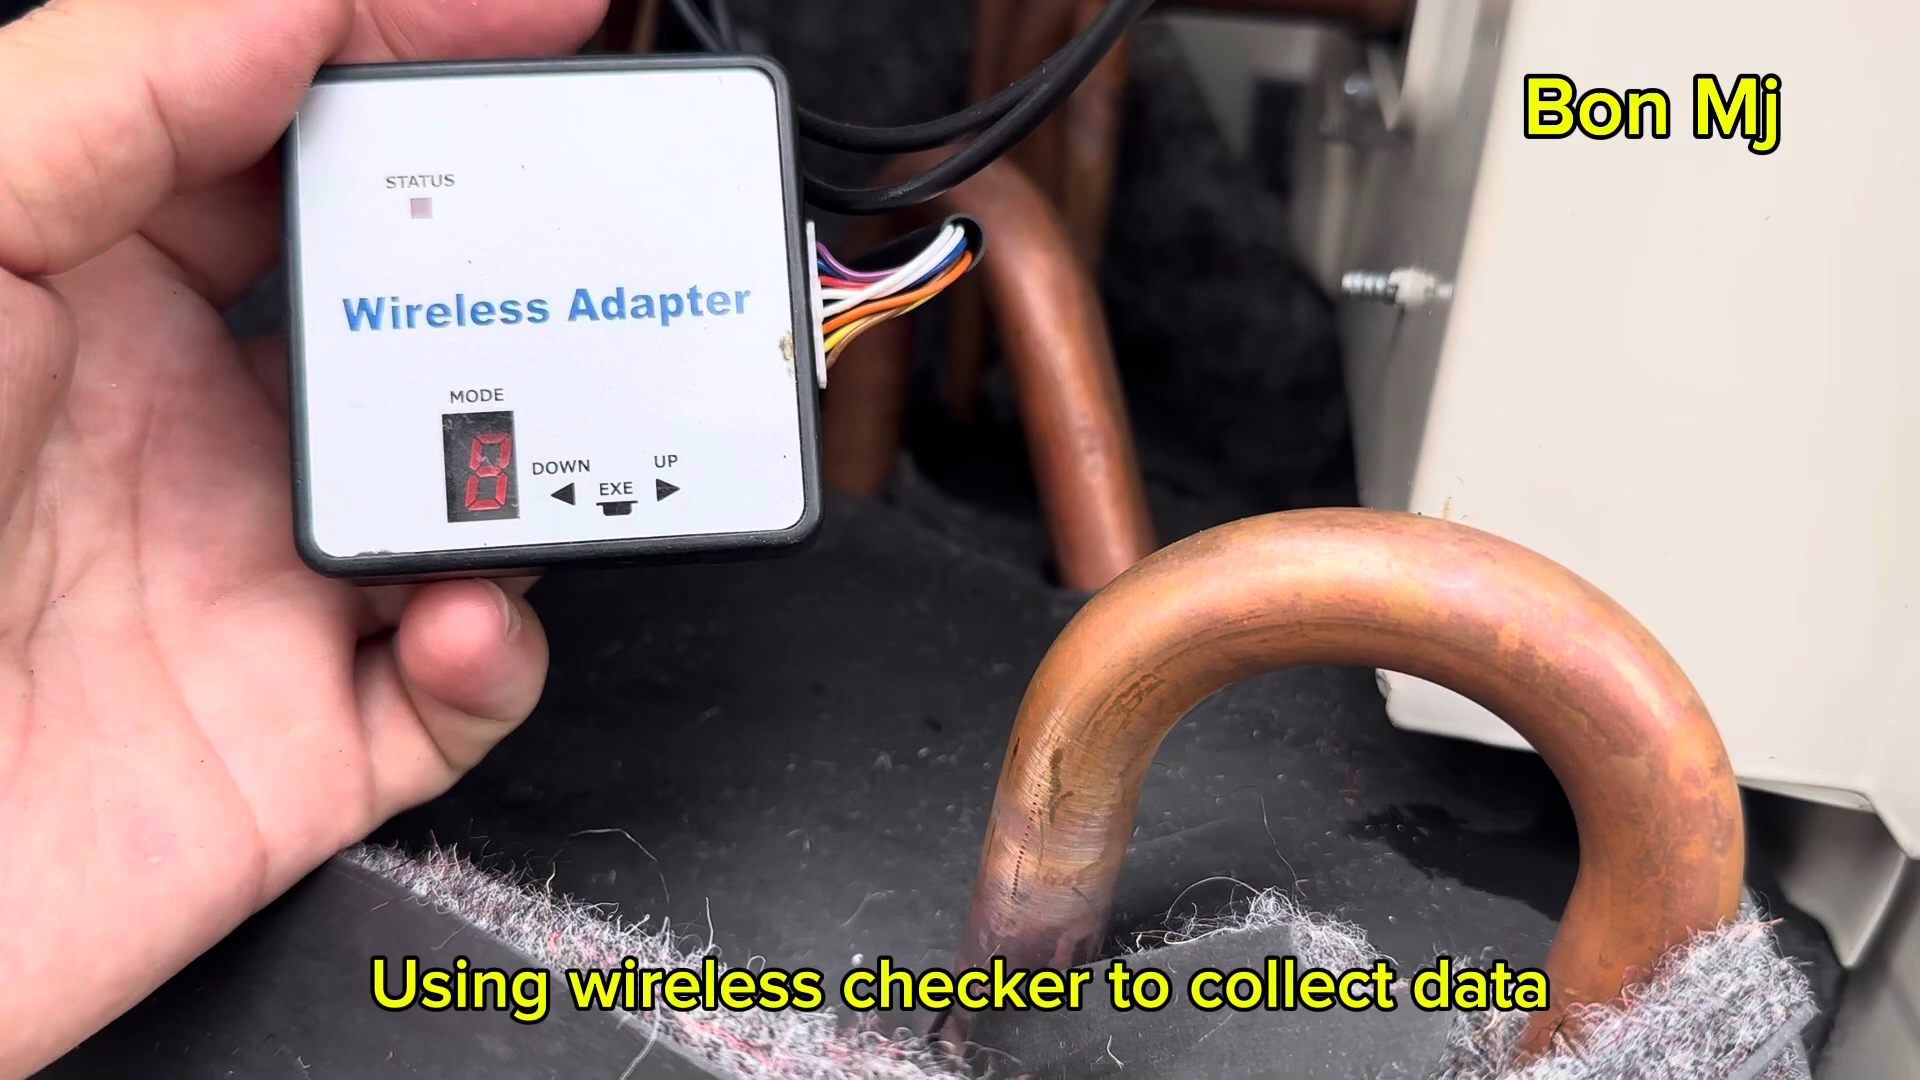 Bon Mj
STATUS
Wireless Adapter
MODE
8
DOWN
UP
EXE
Using wireless checker to collect data